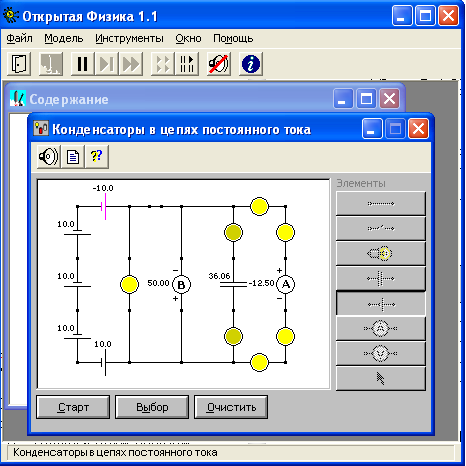 Открытая Физика 1.1
Файл Модель Инструменты Окно Помощь
Содержание
Конденсаторы в цепях постоянного тока
Элементы
-10.0
10.0
10.0
50.00 В
36.06
-12.50 А
10.0
10.0
А
V
Старт Выбор Очистить
Конденсаторы в цепях постоянного тока